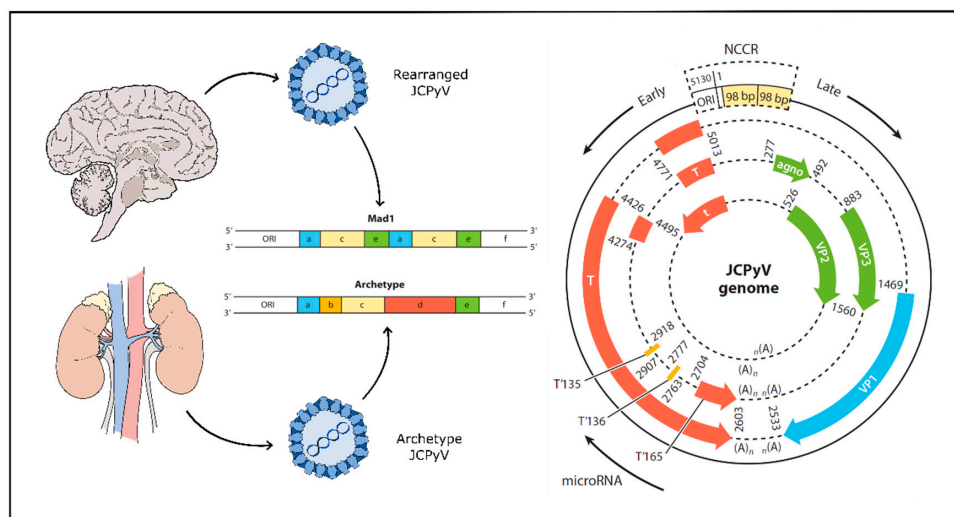 Rearranged
JCPyV
Mad1
5' 5'
3' 3'
ORI a c e a c e f
Archetype
5' 3'
3' 5'
ORI a b c d e f
Archetype
JCPyV
NCCR
5130 1
ORI 98 bp 98 bp
Early
Late
5013
4771
T
277
agno
492
526
883
4426
4274
4495
t
VP2
VP3
T
JCPyV
genome
1469
1560
VP1
2918
2907
2777
2763
2704
n(A)
(A)n
(A)n n(A)
2603
2533
(A)n n(A)
T'135
T'136
T'165
microRNA